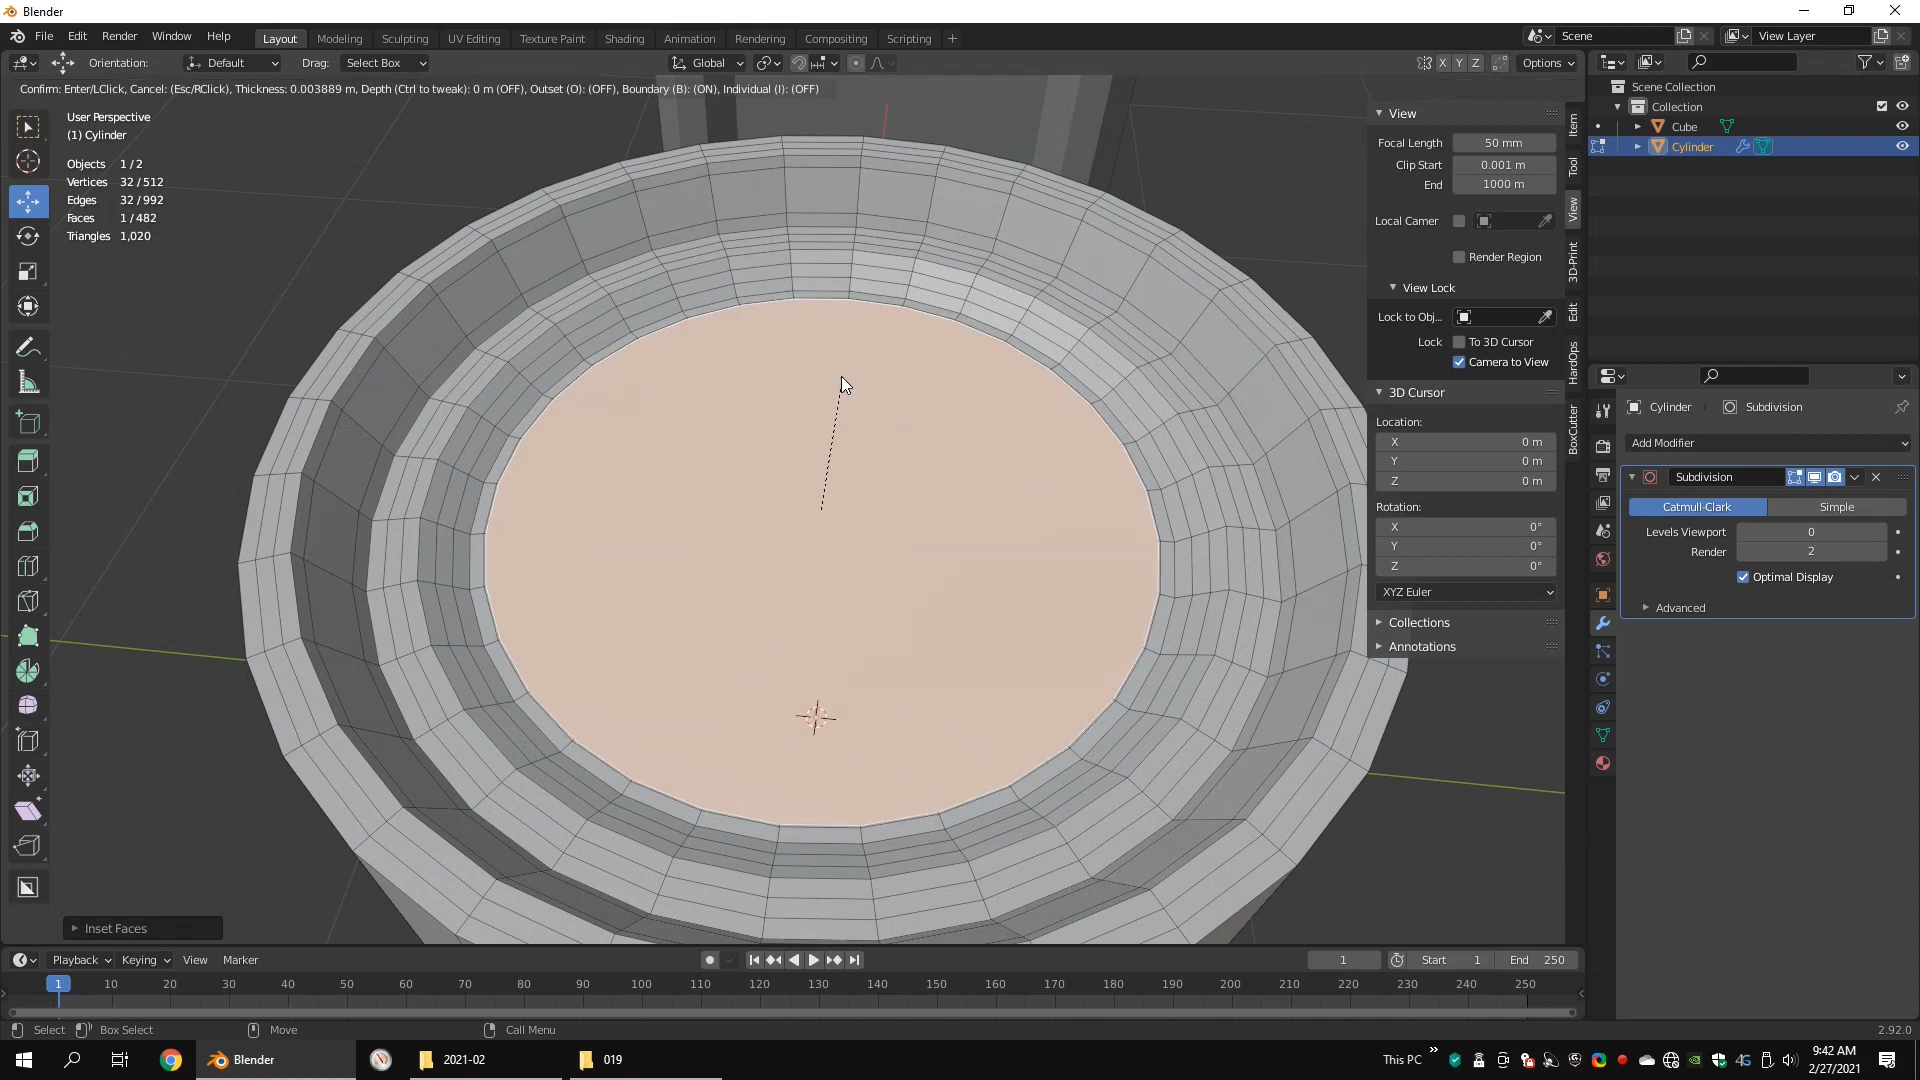 Blender
File Edit Render Window Help
Layout Modeling Sculpting UV Editing Texture Paint Shading Animation Rendering Compositing Scripting +
Scene
View Layer
Orientation: Default Drag: Select Box
Global
X Y Z Options
Confirm: Enter/LClick, Cancel: (Esc/RClick), Thickness: 0.003889 m, Depth (Ctrl to tweak): 0 m (OFF), Outset (O): (OFF), Boundary (B): (ON), Individual (I): (OFF)
User Perspective
(1) Cylinder
Objects 1 / 2
Vertices 32 / 512
Edges 32 / 992
Faces 1 / 482
Triangles 1,020
View
Focal Length 50 mm
Clip Start 0.001 m
End 1000 m
Local Camer
Render Region
View Lock
Lock to Obj...
Lock To 3D Cursor
Camera to View
3D Cursor
Location:
X 0 m
Y 0 m
Z 0 m
Rotation:
X 0°
Y 0°
Z 0°
XYZ Euler
Collections
Annotations
Item
Tool
View
3D-Print
Edit
HardOps
BoxCutter
Scene Collection
Collection
Cube
Cylinder
Cylinder Subdivision
Add Modifier
Subdivision
Catmull-Clark Simple
Levels Viewport 0
Render 2
Optimal Display
Advanced
Inset Faces
Playback Keying View Marker
1 Start 1 End 250
1 10 20 30 40 50 60 70 80 90 100 110 120 130 140 150 160 170 180 190 200 210 220 230 240 250
Select Box Select Move Call Menu
2.92.0
Blender 2021-02 019
This PC
9:42 AM
2/27/2021